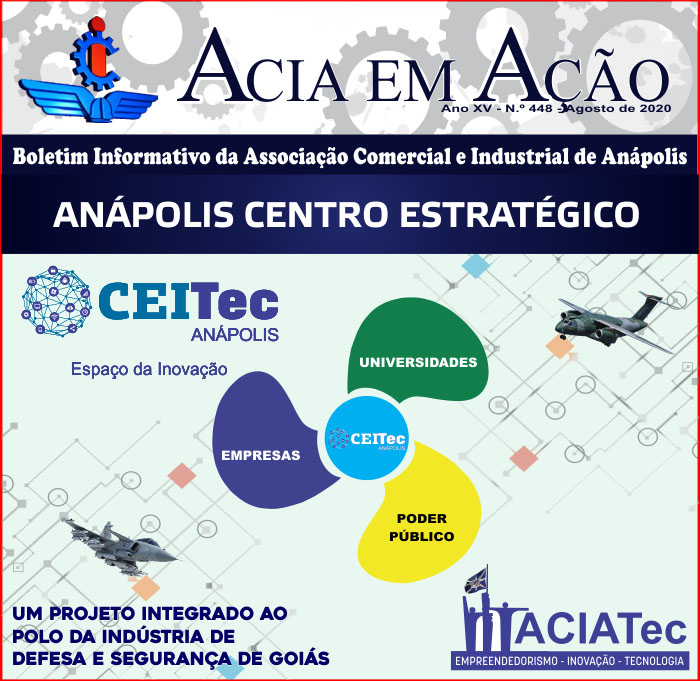 ACIA EM AÇÃO
Ano XV - N.º 448 - Agosto de 2020
Boletim Informativo da Associação Comercial e Industrial de Anápolis
ANÁPOLIS CENTRO ESTRATÉGICO
CEITec
ANÁPOLIS
Espaço da Inovação
UNIVERSIDADES
EMPRESAS
CEITec
ANÁPOLIS
PODER
PÚBLICO
UM PROJETO INTEGRADO AO
POLO DA INDÚSTRIA DE
DEFESA E SEGURANÇA DE GOIÁS
ACIATec
EMPREENDEDORISMO - INOVAÇÃO - TECNOLOGIA